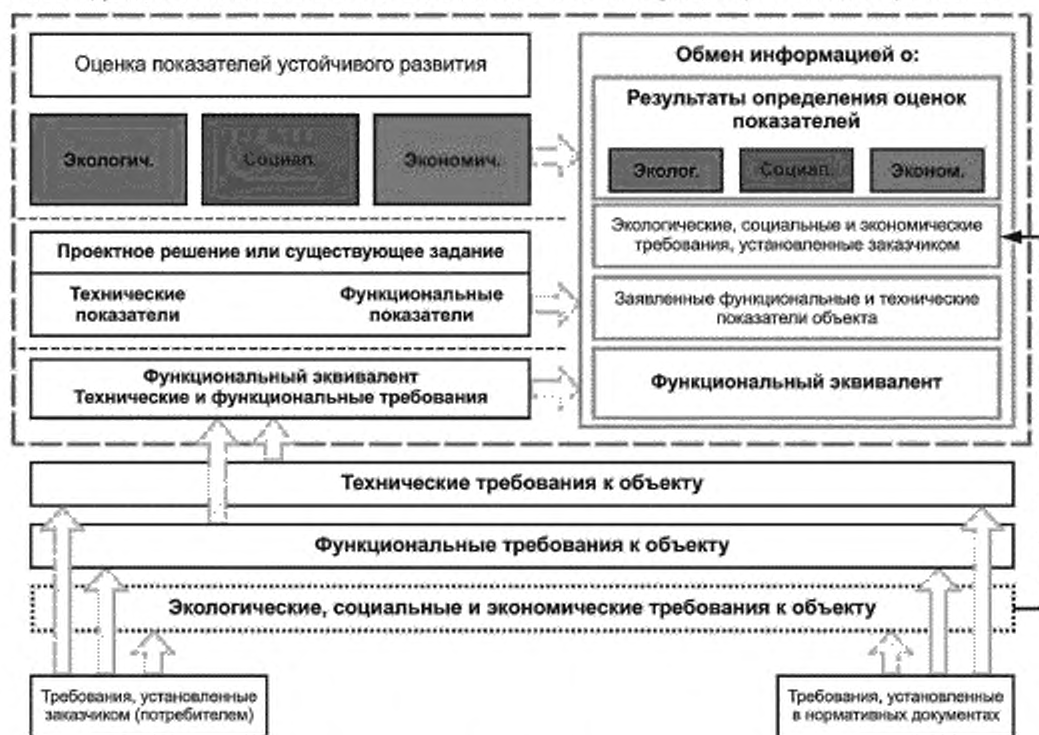 Оценка показателей устойчивого развития
Экологич.
Социал.
Экономич.
Проектное решение или существующее задание
Технические
показатели
Функциональные
показатели
Функциональный эквивалент
Технические и функциональные требования
Обмен информацией о:
Результаты определения оценок
показателей
Эколог.
Социал.
Эконом.
Экологические, социальные и экономические
требования, установленные заказчиком
Заявленные функциональные и технические
показатели объекта
Функциональный эквивалент
Технические требования к объекту
Функциональные требования к объекту
Экологические, социальные и экономические требования к объекту
Требования, установленные
заказчиком (потребителем)
Требования, установленные
в нормативных документах